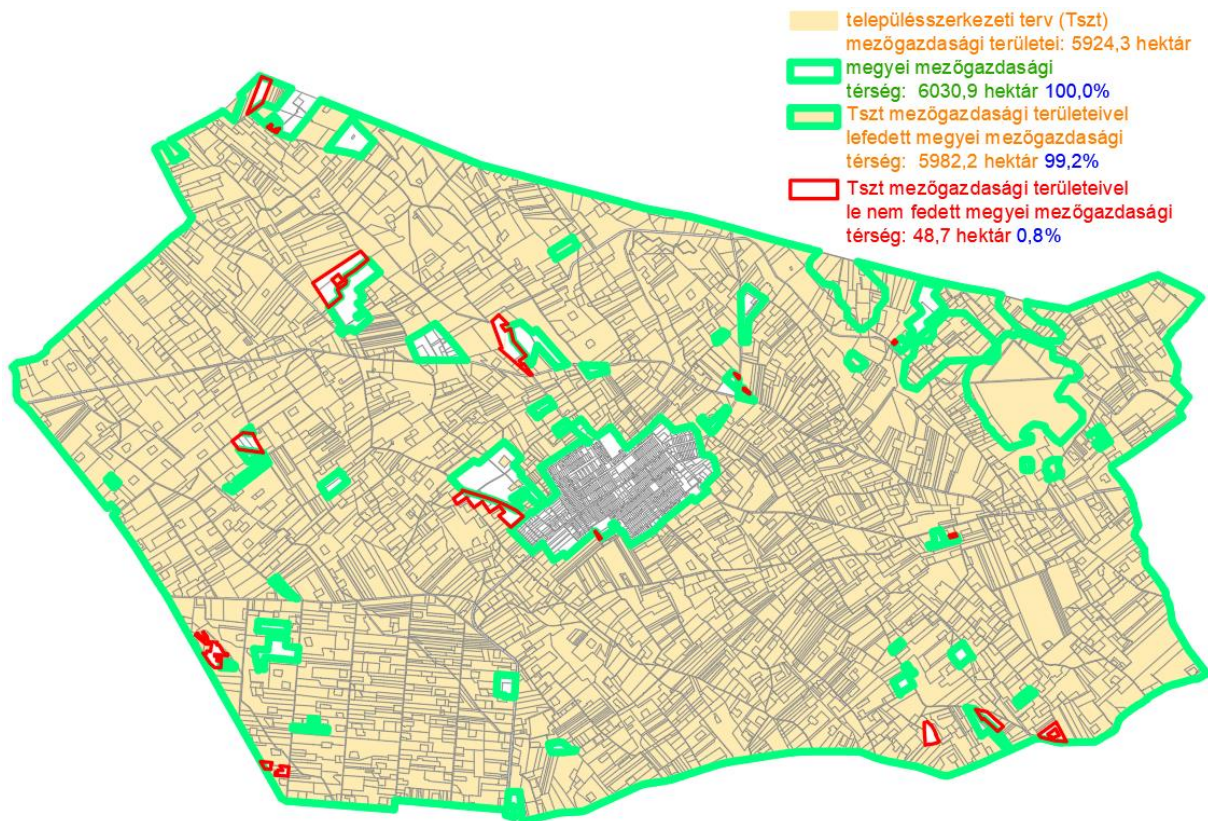 településszerkezeti terv (Tszt)
mezőgazdasági területei: 5924,3 hektár
megyei mezőgazdasági
térség: 6030,9 hektár 100,0%
Tszt mezőgazdasági területeivel
lefedett megyei mezőgazdasági
térség: 5982,2 hektár 99,2%
Tszt mezőgazdasági területeivel
le nem fedett megyei mezőgazdasági
térség: 48,7 hektár 0,8%